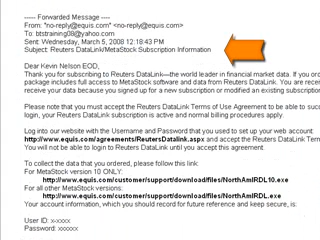 ----- Forwarded Message ----
From: "no-reply@equis.com" <no-reply@equis.com>
To: btstraining08@yahoo.com
Sent: Wednesday, March 5, 2008 12:18:43 PM
Subject: Reuters DataLink/MetaStock Subscription Information
Dear Kevin Nelson EOD,
Thank you for subscribing to Reuters DataLink—the world leader in financial market data. If you ord
package includes full access to MetaStock software and data from Reuters DataLink. You are rece
receive your data because you signed up for a new subscription or modified an existing subscription
Please note that you must accept the Reuters DataLink Terms of Use Agreement to be able to suc
login, your Reuters DataLink subscription is active and normal billing procedures apply.
Log into our website with the Username and Password that you used to set up your web account:
http://www.equis.com/agreements/ReutersDatalink.aspx and accept the Reuters DataLink Term
You will not be able to login to Reuters DataLink until you accept this agreement.
To collect the data you ordered, please follow this link:
For MetaStock version 10 ONLY:
http://www.equis.com/customer/support/download/files/NorthAmIRDL10.exe
For all other MetaStock versions:
http://www.equis.com/customer/support/download/files/NorthAmIRDL.exe
Your account information, which you should record for future reference and keep secure, is:
User ID: x-xxxx
Password: xxxxxx